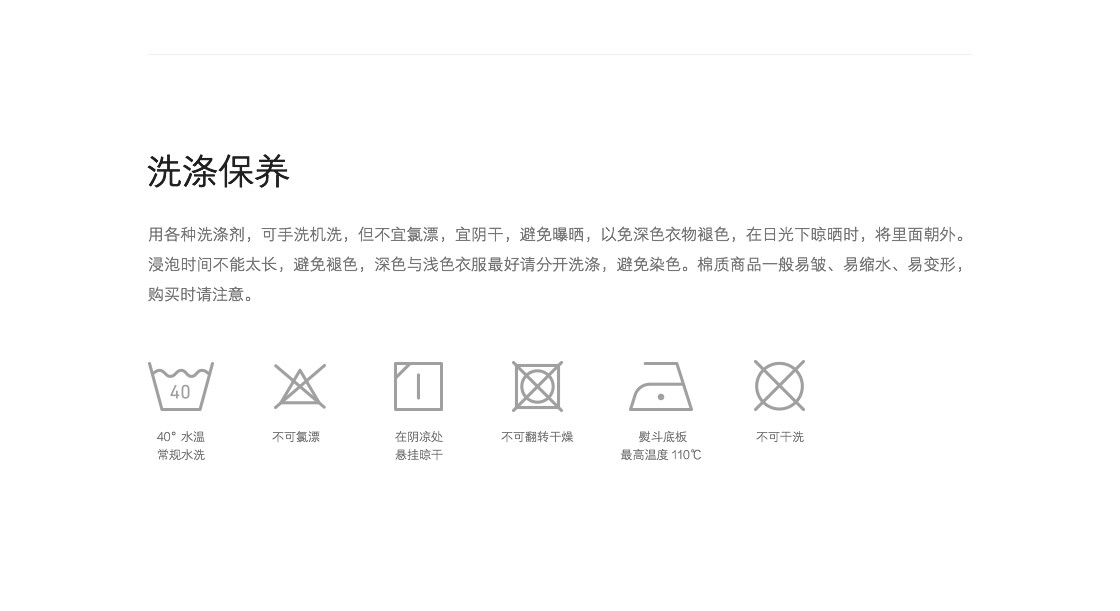 洗涤保养
用各种洗涤剂，可手洗机洗，但不宜氯漂，宜阴干，避免曝晒，以免深色衣物褪色，在日光下晾晒时，将里面朝外。
浸泡时间不能太长，避免褪色，深色与浅色衣服最好请分开洗涤，避免染色。棉质商品一般易皱、易缩水、易变形，
购买时请注意。
40
40° 水温
常规水洗
不可氯漂
在阴凉处
悬挂晾干
不可翻转干燥
熨斗底板
最高温度 110℃
不可干洗